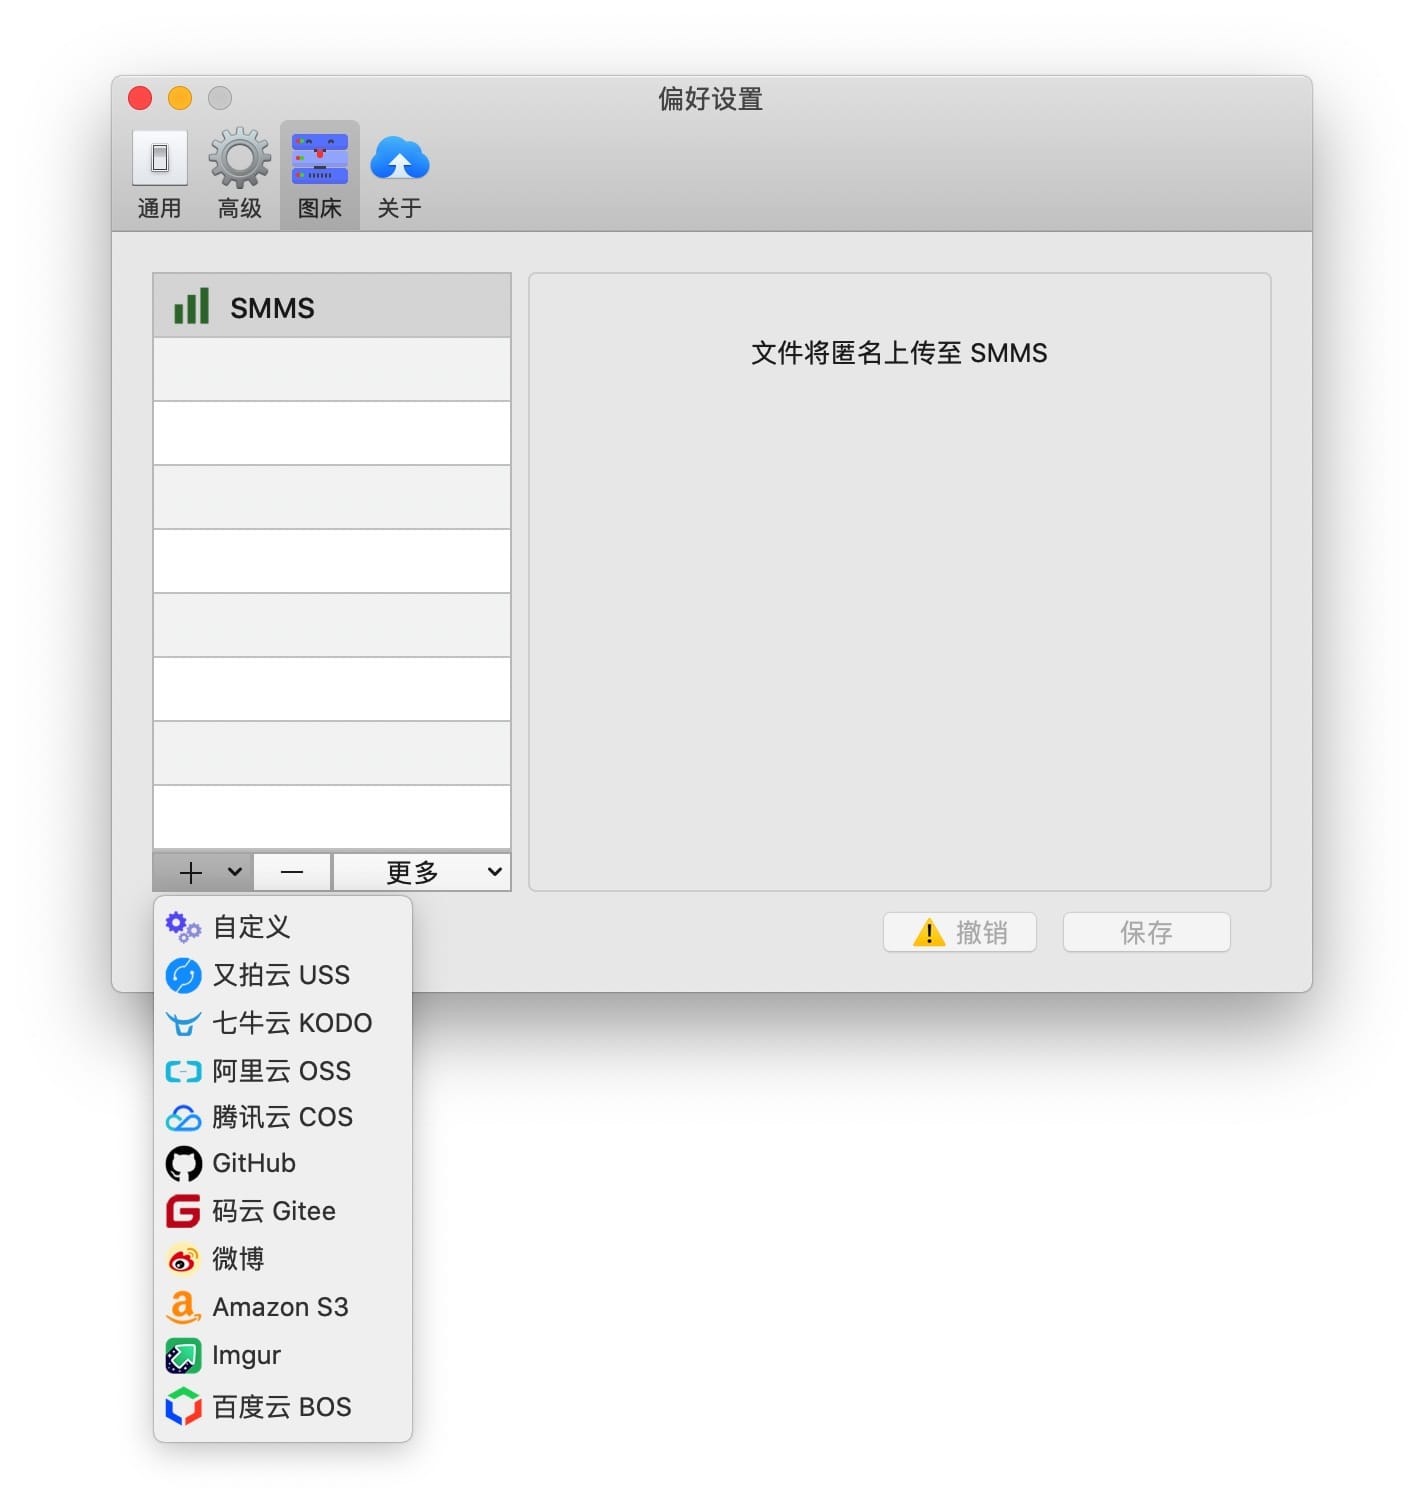 偏好设置
通用 高级 图床 关于
SMMS
文件将匿名上传至 SMMS
更多
撤销 保存
自定义
又拍云 USS
七牛云 KODO
阿里云 OSS
腾讯云 COS
GitHub
码云 Gitee
微博
Amazon S3
Imgur
百度云 BOS